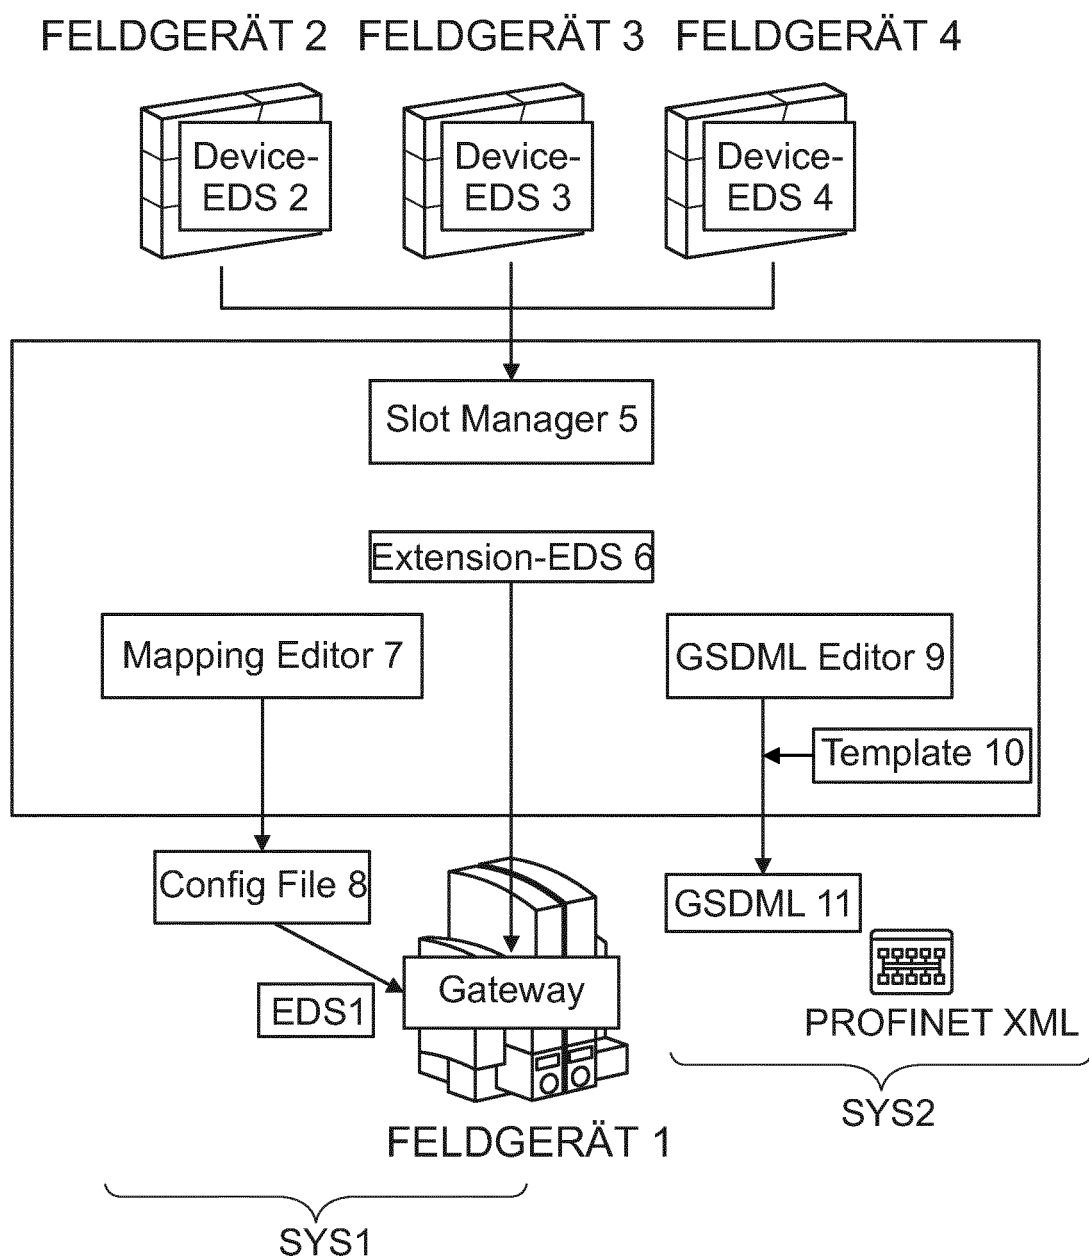 FELDGERÄT 2 FELDGERÄT 3 FELDGERÄT 4
Device-
EDS 2
Device-
EDS 3
Device-
EDS 4
Slot Manager 5
Extension-EDS 6
Mapping Editor 7
GSDML Editor 9
Template 10
Config File 8
GSDML 11
Gateway
EDS1
PROFINET XML
SYS2
FELDGERÄT 1
SYS1